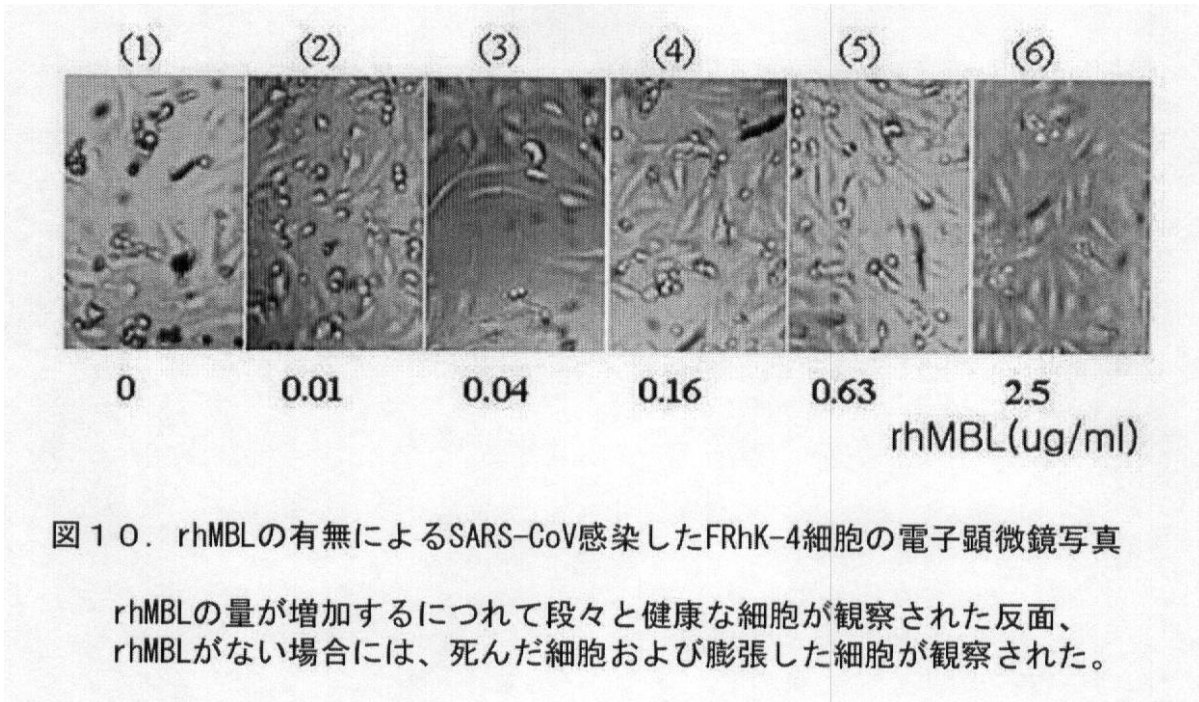 (1) (2) (3) (4) (5) (6)
0 0.01 0.04 0.16 0.63 2.5
rhMBL(ug/ml)
図10. rhMBLの有無によるSARS-CoV感染したFRhK-4細胞の電子顕微鏡写真
rhMBLの量が増加するにつれて段々と健康な細胞が観察された反面、
rhMBLがない場合には、死んだ細胞および膨張した細胞が観察された。